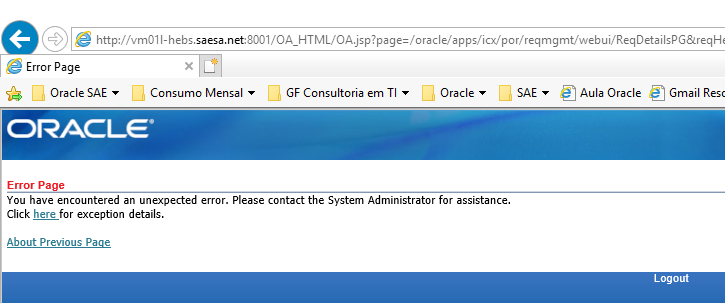 http://vm01l-hebs.saesa.net:8001/OA_HTML/OA.jsp?page=/oracle/apps/icx/por/reqmgmt/webui/ReqDetailsPG&reqHe
Error Page
Oracle SAE Consumo Mensal GF Consultoria em TI Oracle SAE Aula Oracle Gmail Resc
ORACLE®
Error Page
You have encountered an unexpected error. Please contact the System Administrator for assistance.
Click here for exception details.
About Previous Page
Logout